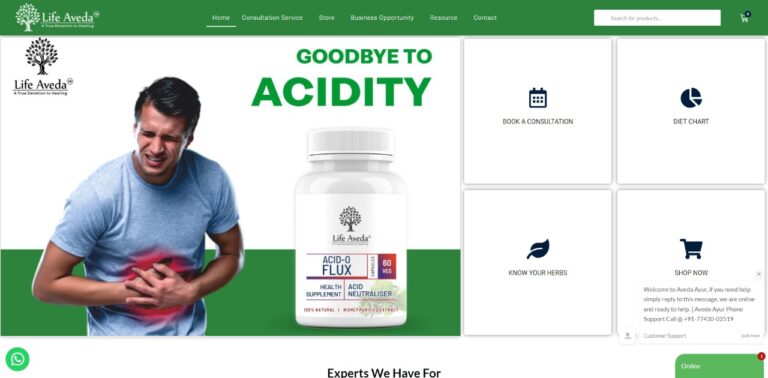 Life Aveda TM
A True Devotion to Healing
Home Consultation Service Store Business Opportunity Resource Contact
Search for products...
0
Life Aveda TM
A True Devotion to Healing
GOODBYE TO
ACIDITY
Life Aveda
ACID-O
FLUX
CAPSULES
60
VEG
HEALTH
SUPPLEMENT
ACID
NEUTRALISER
100% NATURAL
BOOK A CONSULTATION
DIET CHART
KNOW YOUR HERBS
SHOP NOW
Welcome to Aveda Ayur, if you need help
simply reply to this message, we are online
and ready to help. | Aveda Ayur Phone
Support Call @ +91-77430-02519
Customer Support just now
1
Online
Experts We Have For